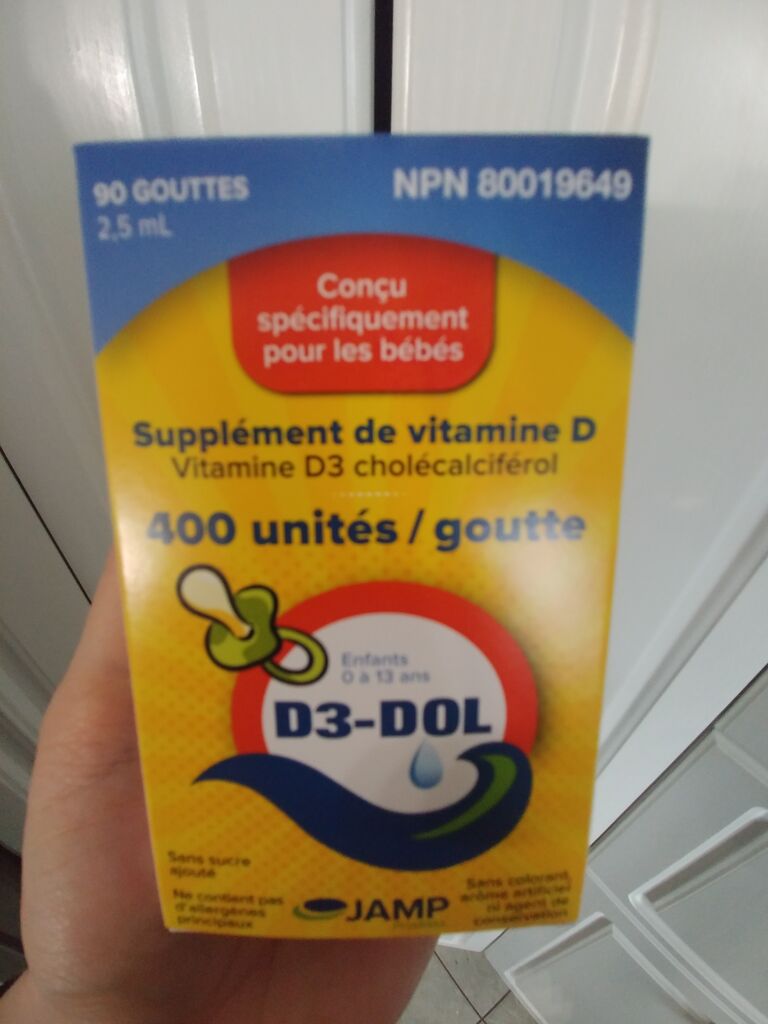 90 GOUTTES
2,5 mL
NPN 80019649
Conçu
spécifiquement
pour les bébés
Supplément de vitamine D
Vitamine D3 cholécalciférol
400 unités / goutte
Enfants
0 à 13 ans
D3-DOL
Sans sucre
ajouté
Ne contient pas
d'allergènes
principaux
JAMP
Sans colorant,
arôme artificiel
ni agent de
conservation